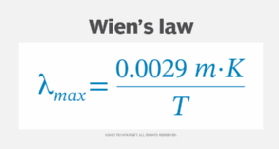 Wien's law
λmax = 0.0029 m·K / T